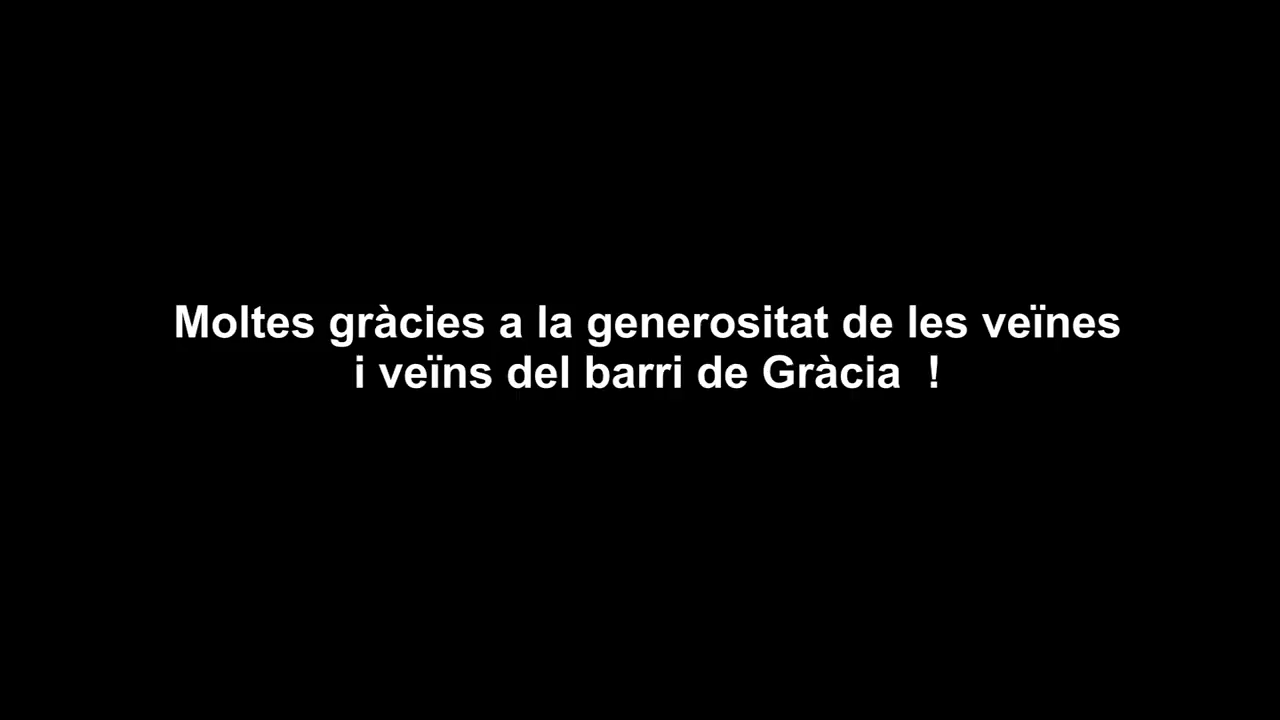 Moltes gràcies a la generositat de les veïnes
i veïns del barri de Gràcia  !